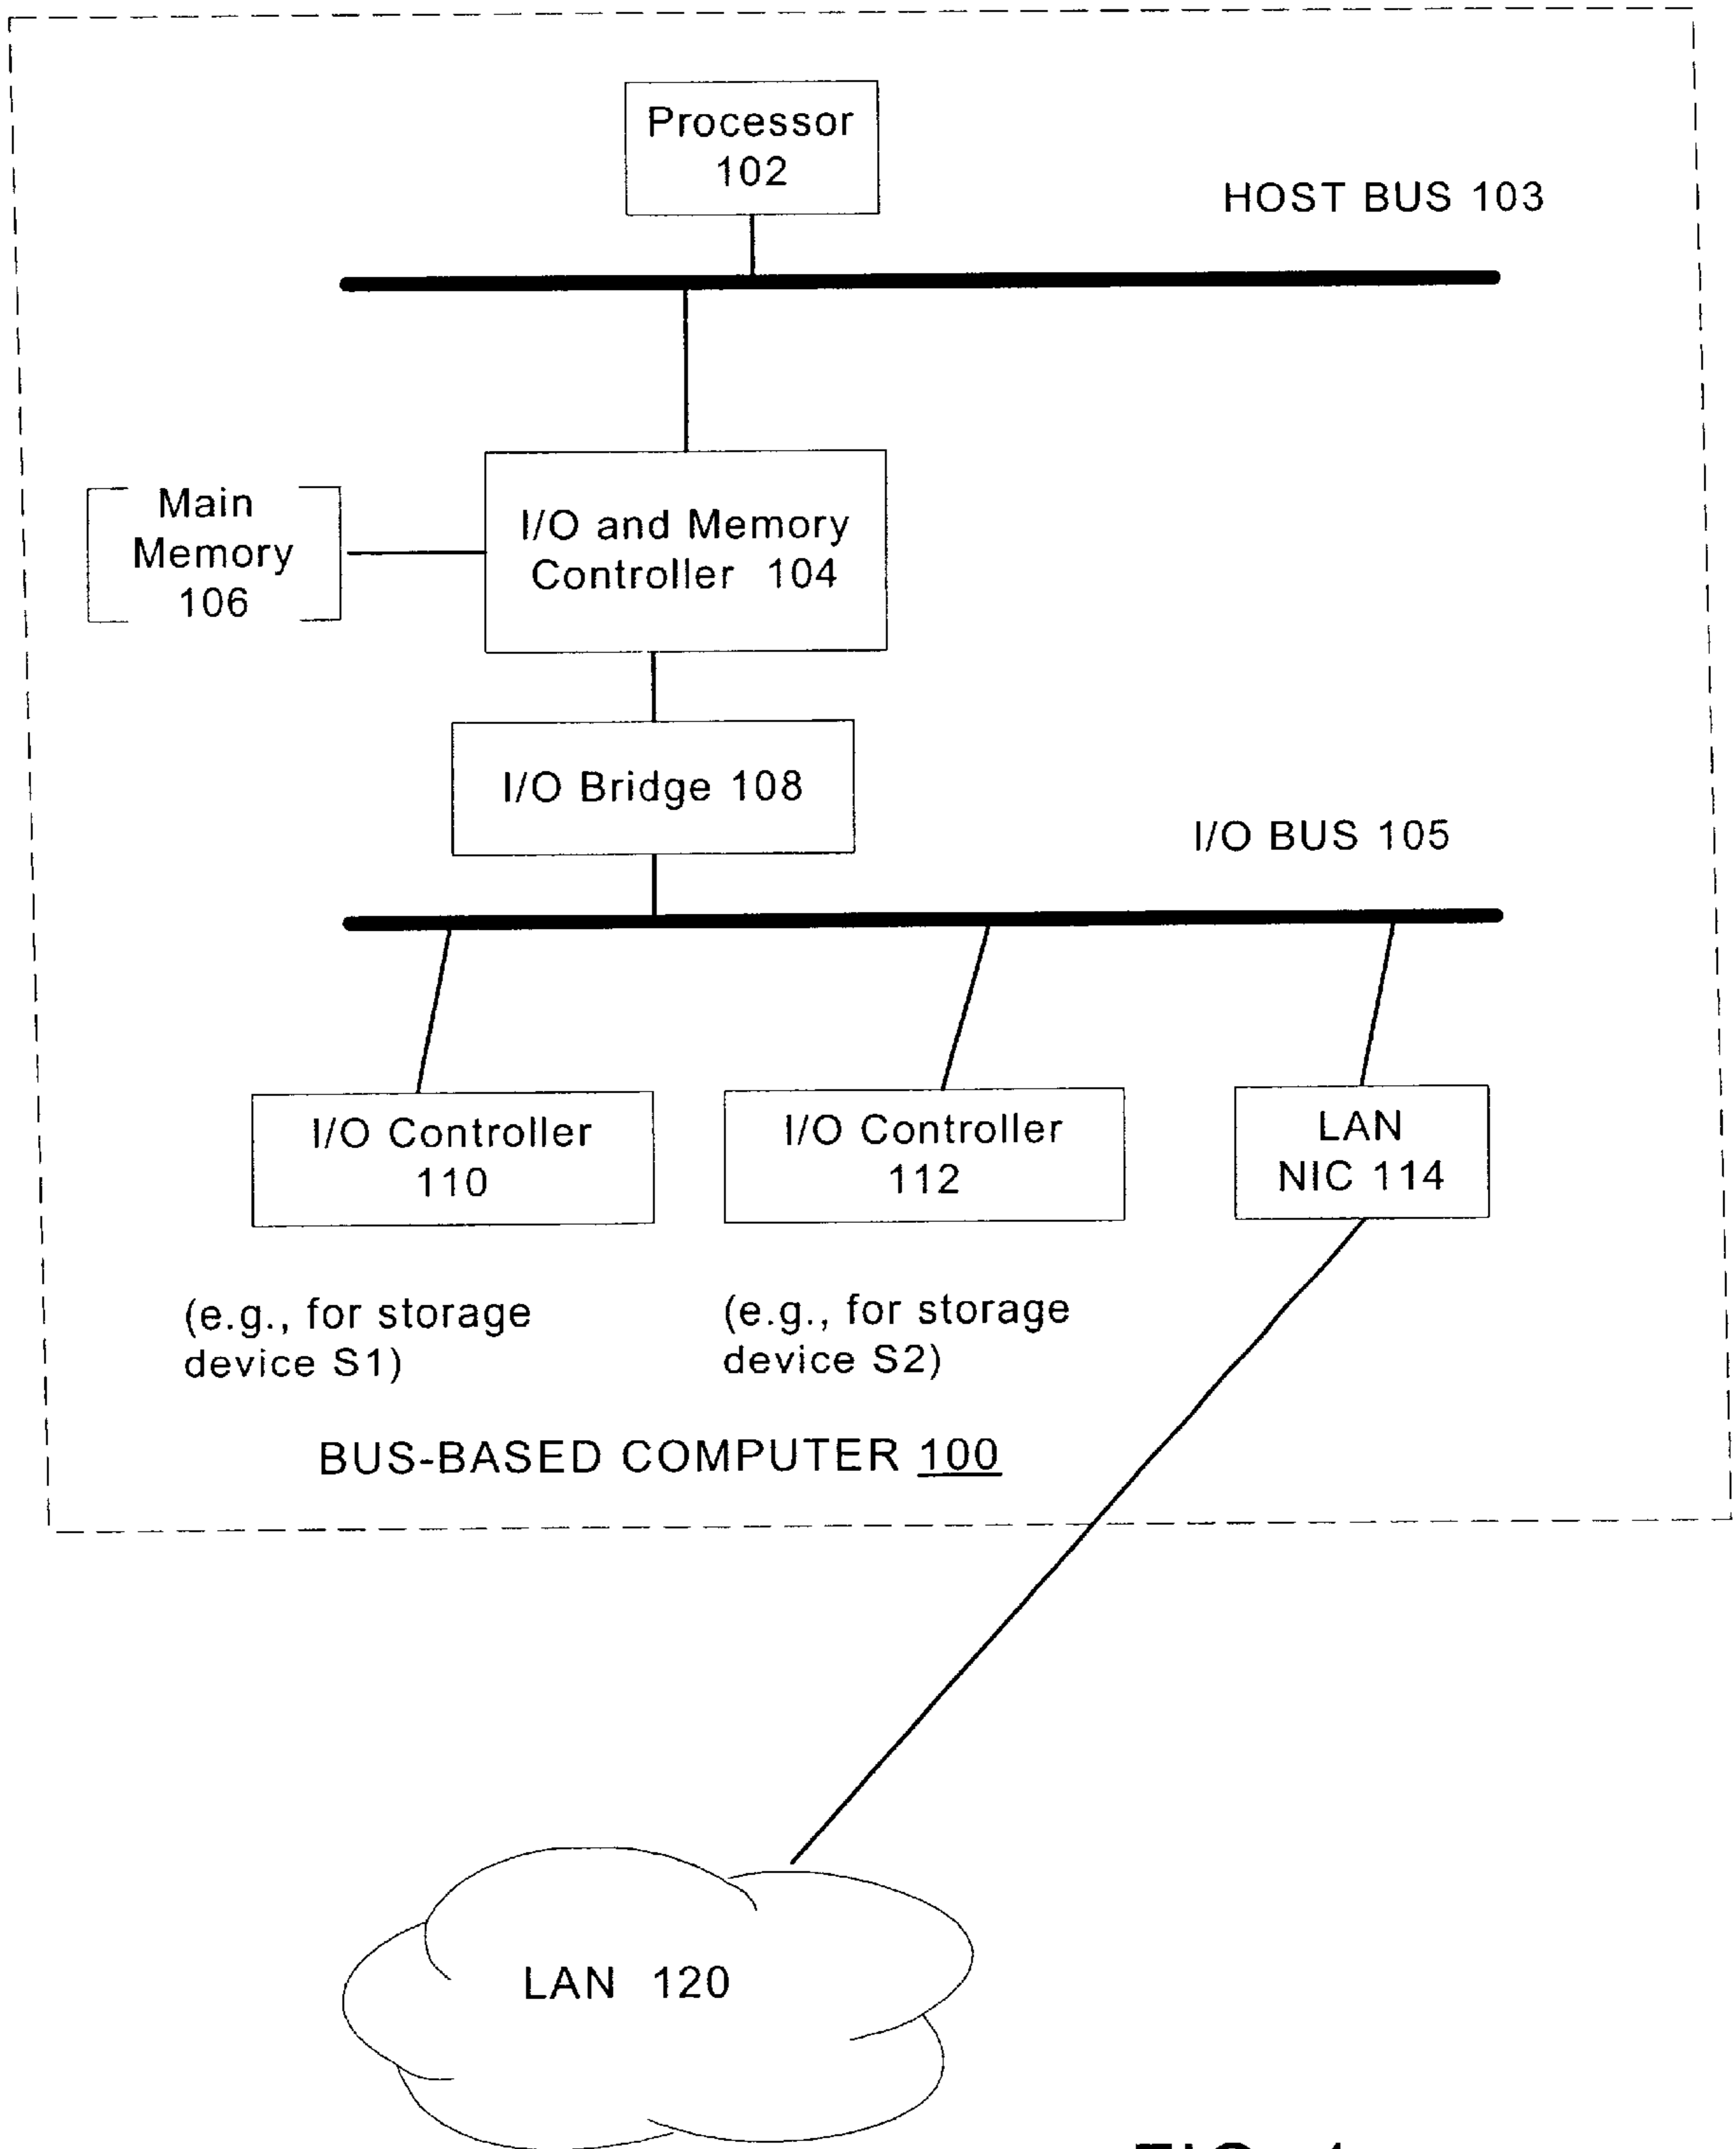 Processor
102
HOST BUS 103
Main
Memory
106
I/O and Memory
Controller 104
I/O Bridge 108
I/O BUS 105
I/O Controller
110
I/O Controller
112
LAN
NIC 114
(e.g., for storage
device S1)
(e.g., for storage
device S2)
BUS-BASED COMPUTER 100
LAN 120